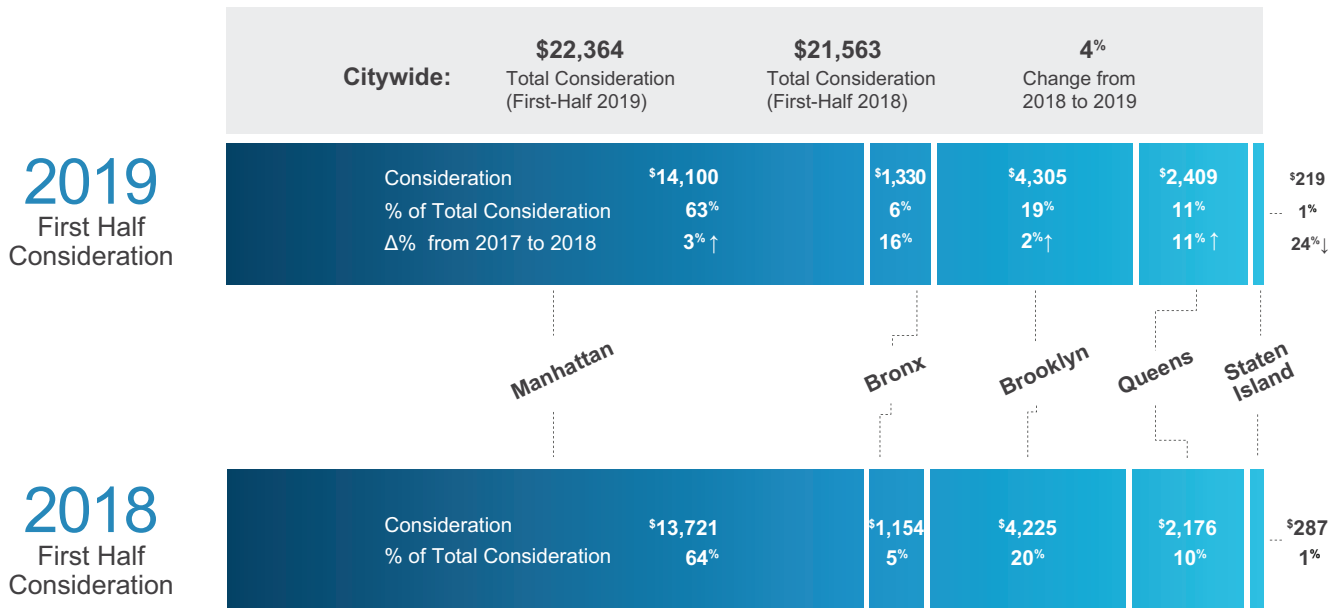 Citywide:
$22,364
Total Consideration
(First-Half 2019)
$21,563
Total Consideration
(First-Half 2018)
4%
Change from
2018 to 2019
2019
First Half
Consideration
Consideration $14,100 $1,330 $4,305 $2,409 $219
% of Total Consideration 63% 6% 19% 11% 1%
Δ% from 2017 to 2018 3% ↑ 16% 2%↑ 11% ↑ 24%↓
Manhattan
Bronx
Brooklyn
Queens
Staten
Island
2018
First Half
Consideration
Consideration $13,721 $1,154 $4,225 $2,176 $287
% of Total Consideration 64% 5% 20% 10% 1%